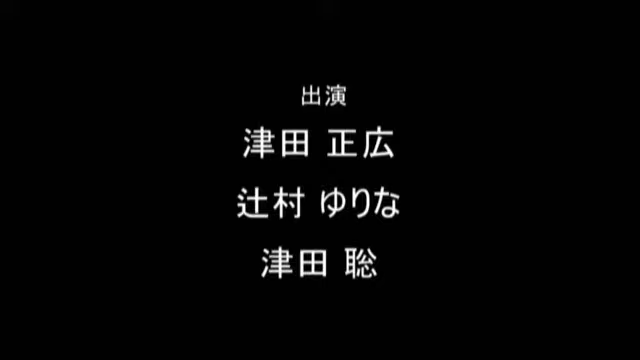 出演
津田 正広
辻村 ゆりな
津田 聡